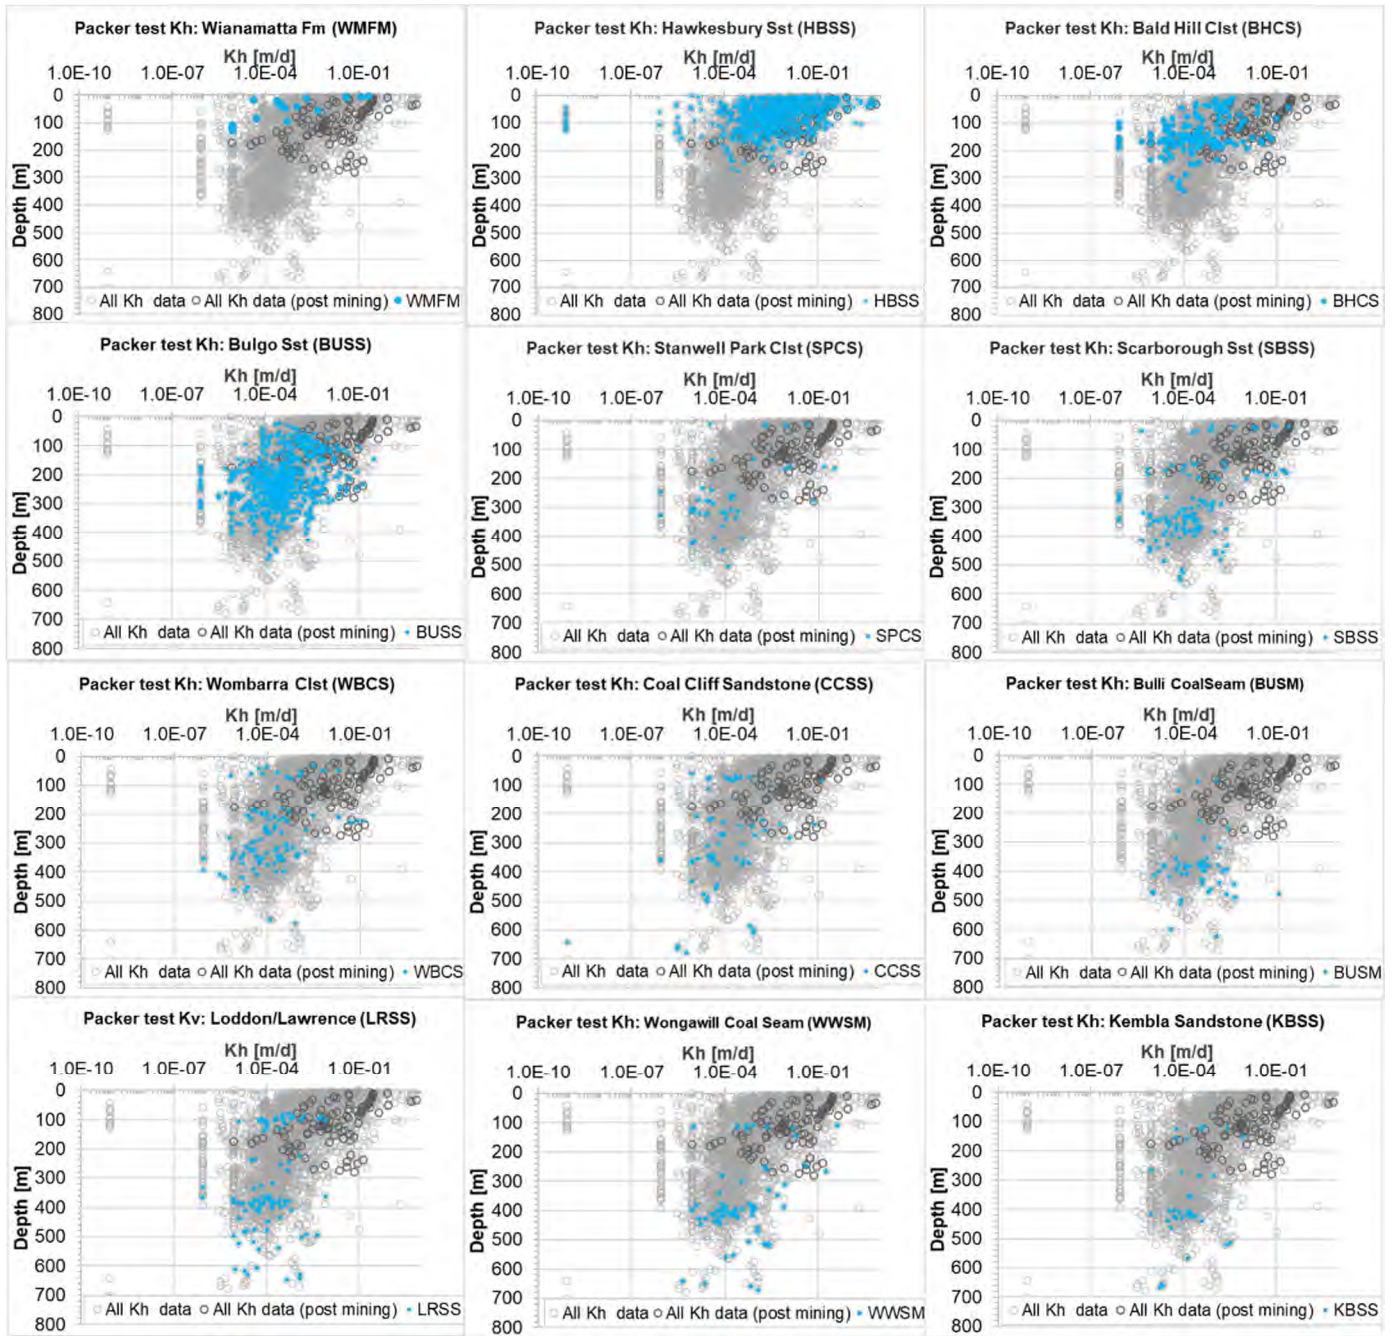 Packer test Kh: Wianamatta Fm (WMFM)
Kh [m/d]
1.0E-10 1.0E-07 1.0E-04 1.0E-01
0
100
200
300
400
500
600
700
800
Depth [m]
All Kh data All Kh data (post mining) WMFM
Packer test Kh: Hawkesbury Sst (HBSS)
Kh [m/d]
1.0E-10 1.0E-07 1.0E-04 1.0E-01
0
100
200
300
400
500
600
700
800
Depth [m]
All Kh data All Kh data (post mining) HBSS
Packer test Kh: Bald Hill Clst (BHCS)
Kh [m/d]
1.0E-10 1.0E-07 1.0E-04 1.0E-01
0
100
200
300
400
500
600
700
800
Depth [m]
All Kh data All Kh data (post mining) BHCS
Packer test Kh: Bulgo Sst (BUSS)
Kh [m/d]
1.0E-10 1.0E-07 1.0E-04 1.0E-01
0
100
200
300
400
500
600
700
800
Depth [m]
All Kh data All Kh data (post mining) BUSS
Packer test Kh: Stanwell Park Clst (SPCS)
Kh [m/d]
1.0E-10 1.0E-07 1.0E-04 1.0E-01
0
100
200
300
400
500
600
700
800
Depth [m]
All Kh data All Kh data (post mining) SPCS
Packer test Kh: Scarborough Sst (SBSS)
Kh [m/d]
1.0E-10 1.0E-07 1.0E-04 1.0E-01
0
100
200
300
400
500
600
700
800
Depth [m]
All Kh data All Kh data (post mining) SBSS
Packer test Kh: Wombarra Clst (WBCS)
Kh [m/d]
1.0E-10 1.0E-07 1.0E-04 1.0E-01
0
100
200
300
400
500
600
700
800
Depth [m]
All Kh data All Kh data (post mining) WBCS
Packer test Kh: Coal Cliff Sandstone (CCSS)
Kh [m/d]
1.0E-10 1.0E-07 1.0E-04 1.0E-01
0
100
200
300
400
500
600
700
800
Depth [m]
All Kh data All Kh data (post mining) CCSS
Packer test Kh: Bulli CoalSeam (BUSM)
Kh [m/d]
1.0E-10 1.0E-07 1.0E-04 1.0E-01
0
100
200
300
400
500
600
700
800
Depth [m]
All Kh data All Kh data (post mining) BUSM
Packer test Kv: Loddon/Lawrence (LRSS)
Kh [m/d]
1.0E-10 1.0E-07 1.0E-04 1.0E-01
0
100
200
300
400
500
600
700
800
Depth [m]
All Kh data All Kh data (post mining) LRSS
Packer test Kh: Wongawill Coal Seam (WWSM)
Kh [m/d]
1.0E-10 1.0E-07 1.0E-04 1.0E-01
0
100
200
300
400
500
600
700
800
Depth [m]
All Kh data All Kh data (post mining) WWSM
Packer test Kh: Kembla Sandstone (KBSS)
Kh [m/d]
1.0E-10 1.0E-07 1.0E-04 1.0E-01
0
100
200
300
400
500
600
700
800
Depth [m]
All Kh data All Kh data (post mining) KBSS